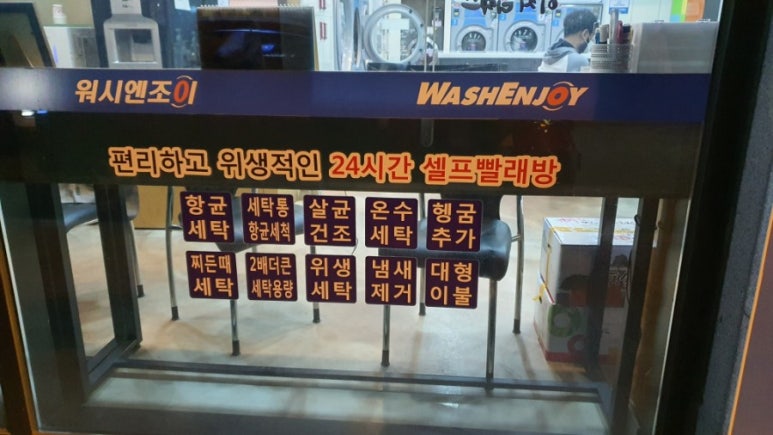 워시엔조이 WASHENJOY
편리하고 위생적인 24시간 셀프빨래방
항균 세탁통 살균 온수 헹굼
세탁 항균세척 건조 세탁 추가
찌든때 2배더큰 위생 냄새 대형
세탁 세탁용량 세탁 제거 이불